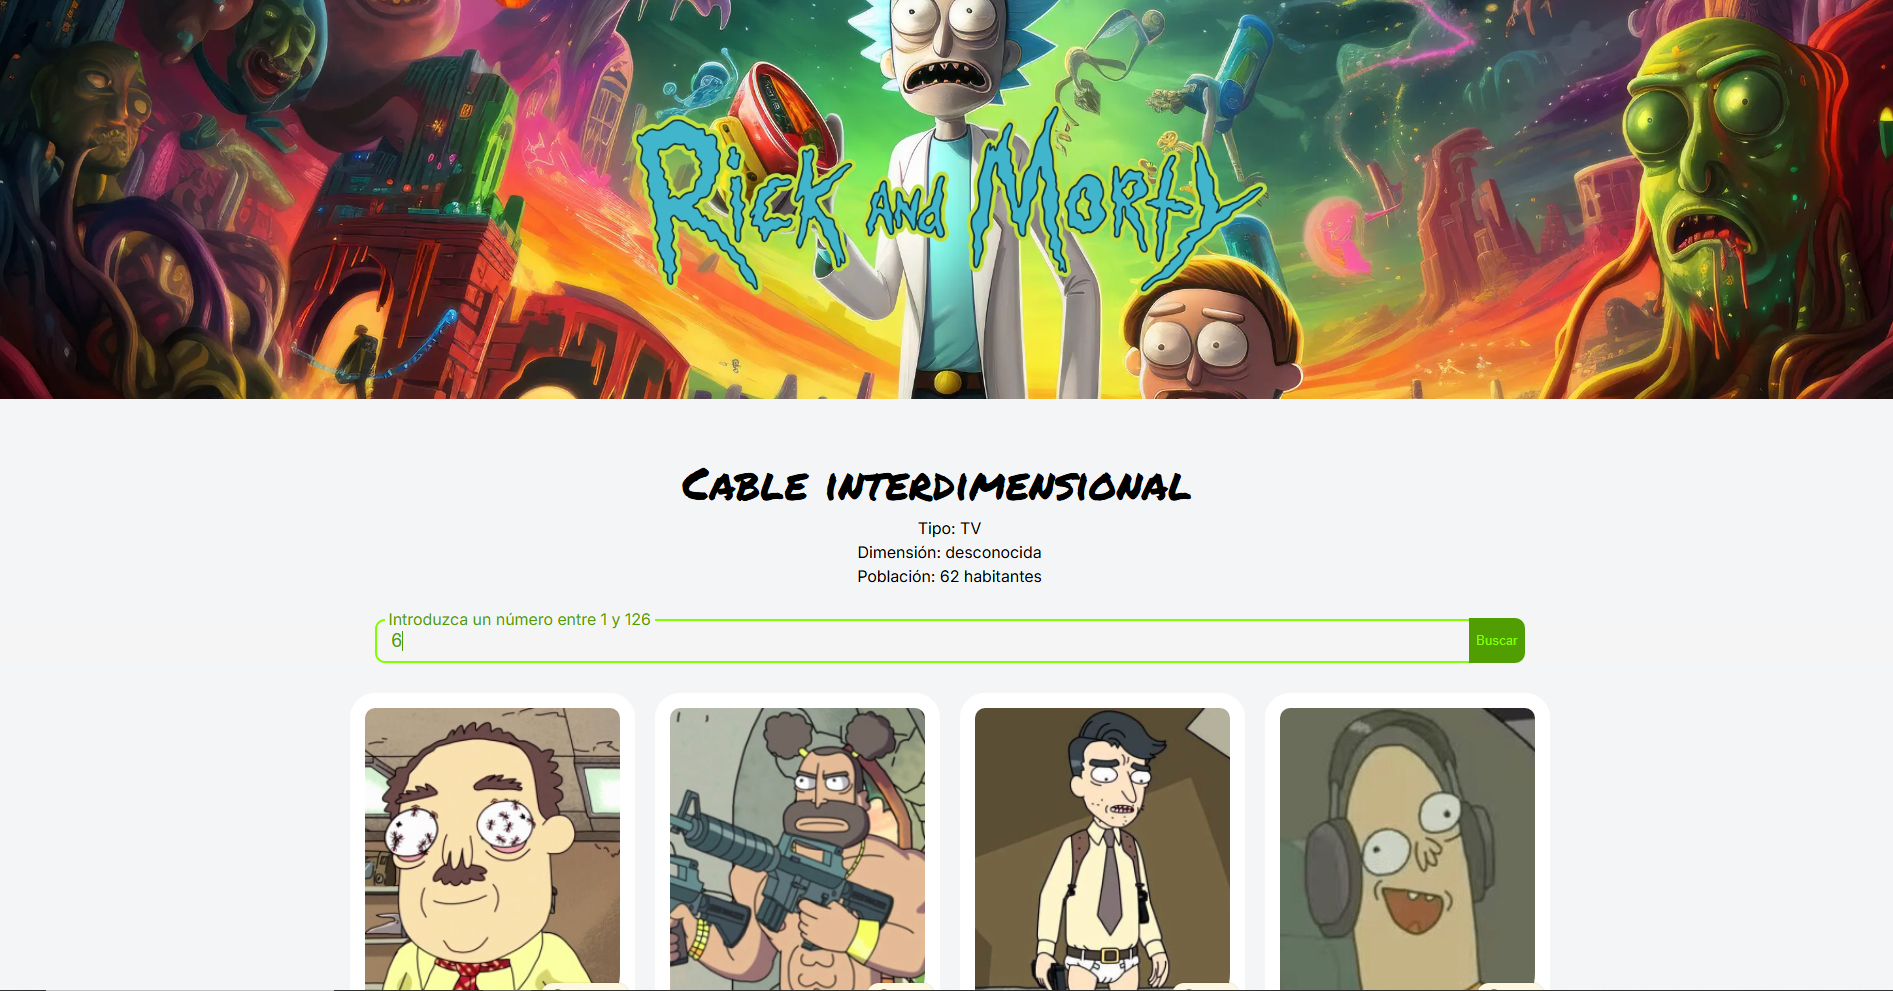 Rick and Morty
Cable interdimensional
Tipo: TV
Dimensión: desconocida
Población: 62 habitantes
Introduzca un número entre 1 y 126
6
Buscar